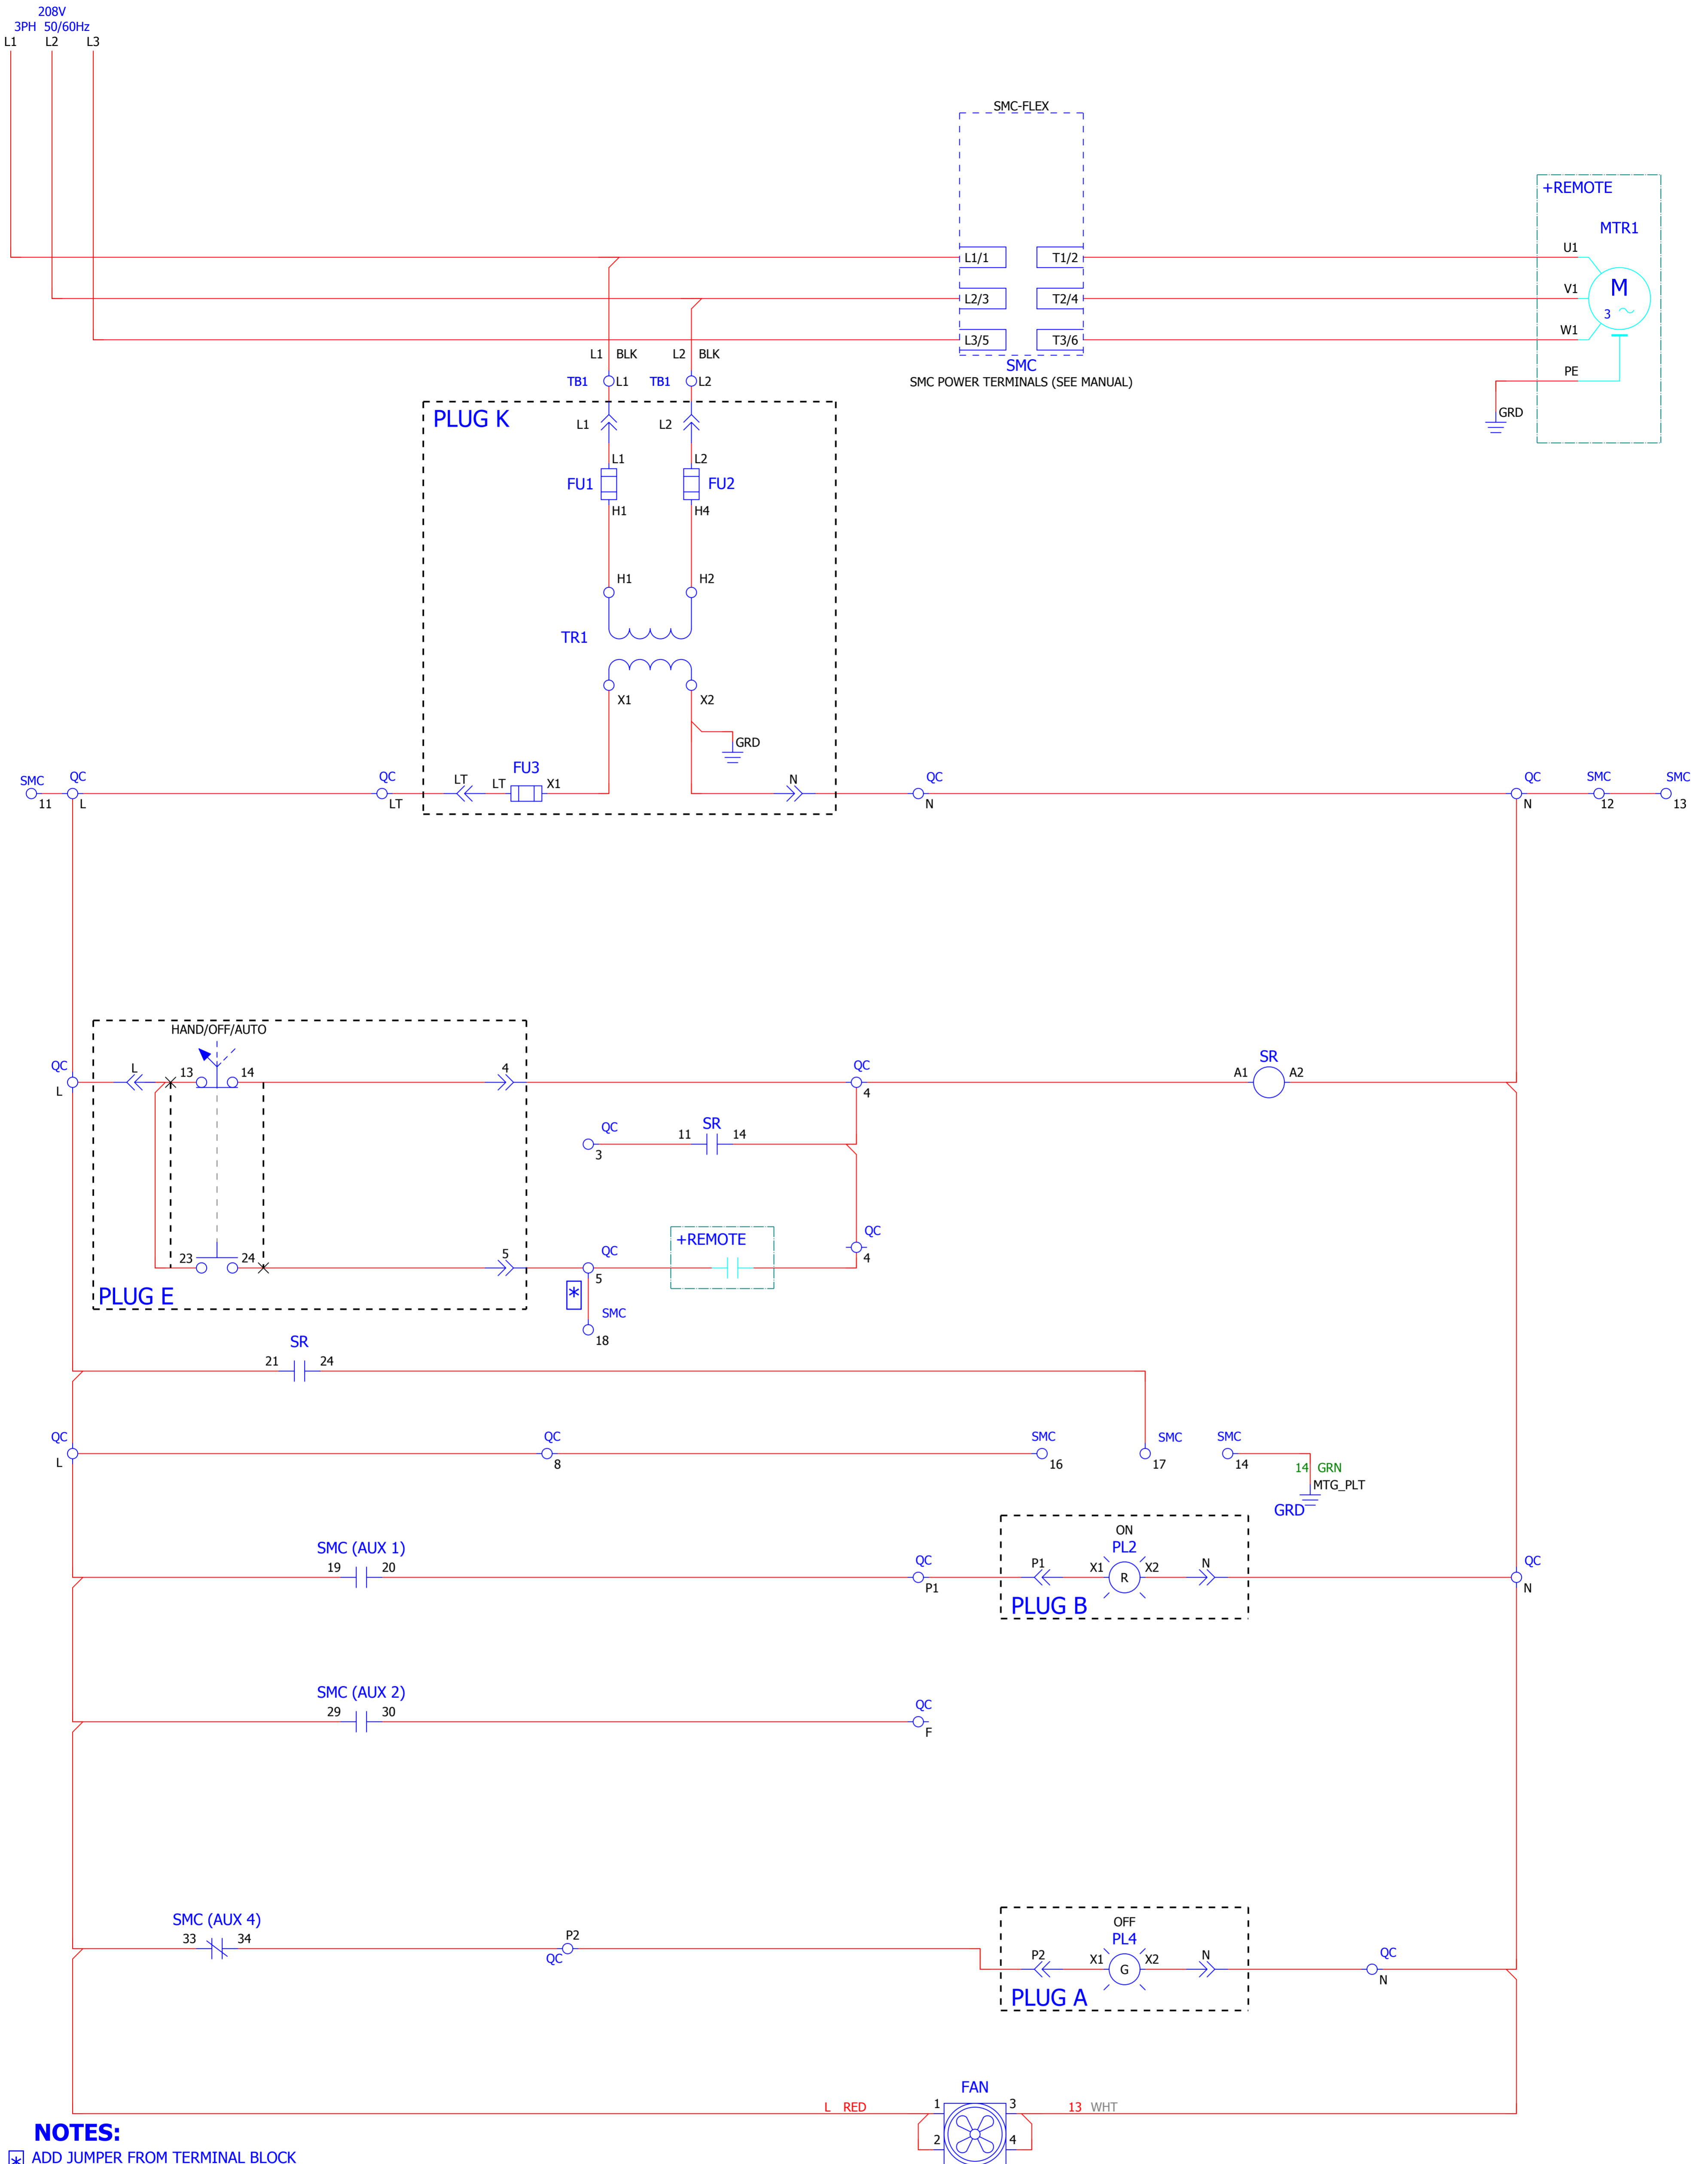 208V
3PH 50/60Hz
L1 L2 L3
SMC-FLEX
+REMOTE
MTR1
U1
L1/1 T1/2
V1
M
3
L2/3 T2/4
W1
L3/5 T3/6
L1 BLK L2 BLK
SMC
SMC POWER TERMINALS (SEE MANUAL)
PE
TB1 L1 TB1 L2
GRD
PLUG K
L1 L2
L1 L2
FU1 FU2
H1 H4
H1 H2
TR1
X1 X2
GRD
FU3
SMC QC QC LT LT X1 N QC QC SMC SMC
11 L LT N N 12 13
HAND/OFF/AUTO
QC L 13 14 4 QC SR
A1 A2
L 4
QC SR
11 14
3
QC
+REMOTE
4
23 24 5 QC
5
PLUG E
*
SMC
18
SR
21 24
QC QC SMC SMC SMC
L 8 16 17 14
14 GRN
MTG_PLT
GRD
ON
SMC (AUX 1) PL2
19 20 QC P1 X1 R X2 N QC
P1 N
PLUG B
SMC (AUX 2)
29 30 QC
F
SMC (AUX 4) OFF
33 34 P2 PL4
QC P2 X1 G X2 N QC
N
PLUG A
FAN
L RED 1 3 13 WHT
2 4
NOTES:
* ADD JUMPER FROM TERMINAL BLOCK